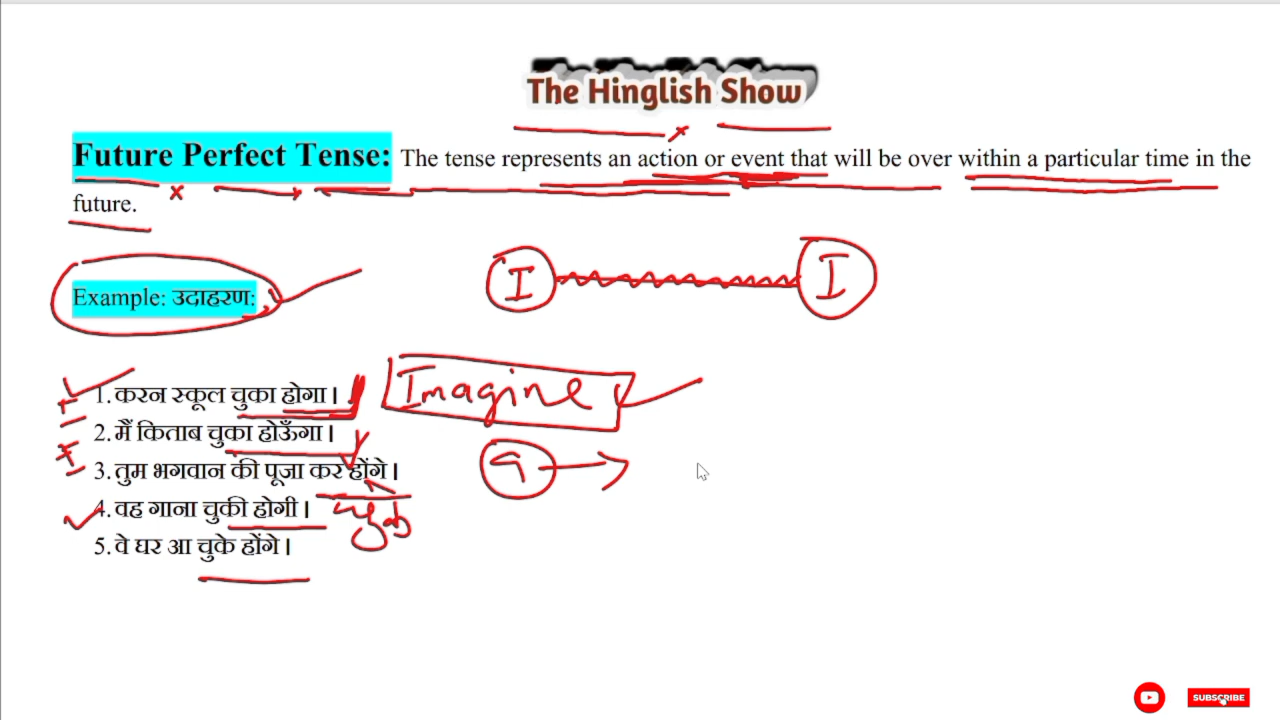 The Hinglish Show
Future Perfect Tense: The tense represents an action or event that will be over within a particular time in the
future.
I I
Example: उदाहरण:
Imagine
1. करन स्कूल चुका होगा।
2. मैं किताब चुका होऊँगा।
3. तुम भगवान की पूजा कर होंगे।
4. वह गाना चुकी होगी।
5. वे घर आ चुके होंगे।
SUBSCRIBE